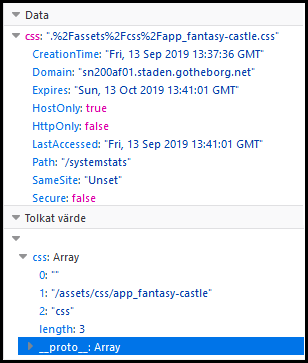 Data
css: ".%2Fassets%2Fcss%2Fapp_fantasy-castle.css"
CreationTime: "Fri, 13 Sep 2019 13:37:36 GMT"
Domain: "sn200af01.staden.gotheborg.net"
Expires: "Sun, 13 Oct 2019 13:41:01 GMT"
HostOnly: true
HttpOnly: false
LastAccessed: "Fri, 13 Sep 2019 13:41:01 GMT"
Path: "/systemstats"
SameSite: "Unset"
Secure: false
Tolkat värde
css: Array
0: ""
1: "/assets/css/app_fantasy-castle"
2: "css"
length: 3
__proto__: Array